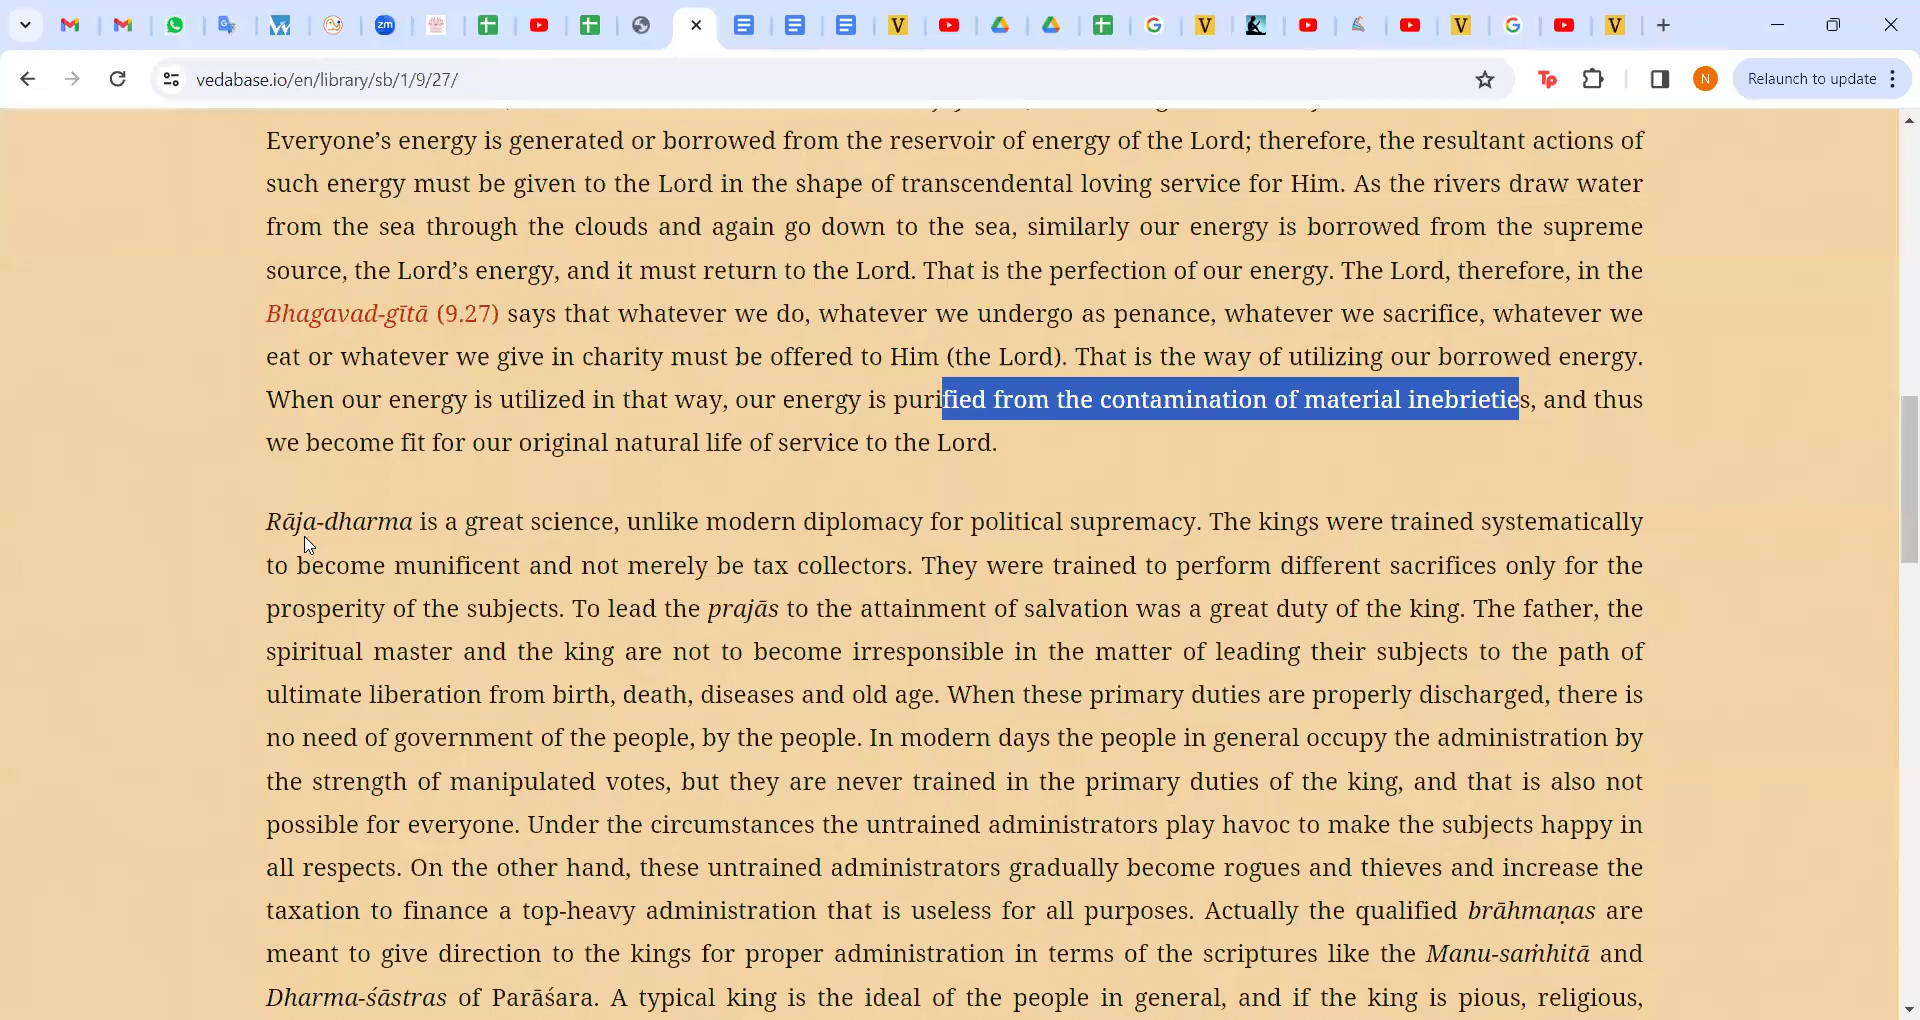 vedabase.io/en/library/sb/1/9/27/
Tp
N
Relaunch to update
Everyone’s energy is generated or borrowed from the reservoir of energy of the Lord; therefore, the resultant actions of
such energy must be given to the Lord in the shape of transcendental loving service for Him. As the rivers draw water
from the sea through the clouds and again go down to the sea, similarly our energy is borrowed from the supreme
source, the Lord’s energy, and it must return to the Lord. That is the perfection of our energy. The Lord, therefore, in the
Bhagavad-gītā (9.27) says that whatever we do, whatever we undergo as penance, whatever we sacrifice, whatever we
eat or whatever we give in charity must be offered to Him (the Lord). That is the way of utilizing our borrowed energy.
When our energy is utilized in that way, our energy is purified from the contamination of material inebrieties, and thus
we become fit for our original natural life of service to the Lord.
Rāja-dharma is a great science, unlike modern diplomacy for political supremacy. The kings were trained systematically
to become munificent and not merely be tax collectors. They were trained to perform different sacrifices only for the
prosperity of the subjects. To lead the prajās to the attainment of salvation was a great duty of the king. The father, the
spiritual master and the king are not to become irresponsible in the matter of leading their subjects to the path of
ultimate liberation from birth, death, diseases and old age. When these primary duties are properly discharged, there is
no need of government of the people, by the people. In modern days the people in general occupy the administration by
the strength of manipulated votes, but they are never trained in the primary duties of the king, and that is also not
possible for everyone. Under the circumstances the untrained administrators play havoc to make the subjects happy in
all respects. On the other hand, these untrained administrators gradually become rogues and thieves and increase the
taxation to finance a top-heavy administration that is useless for all purposes. Actually the qualified brāhmaṇas are
meant to give direction to the kings for proper administration in terms of the scriptures like the Manu-saṁhitā and
Dharma-śāstras of Parāśara. A typical king is the ideal of the people in general, and if the king is pious, religious,